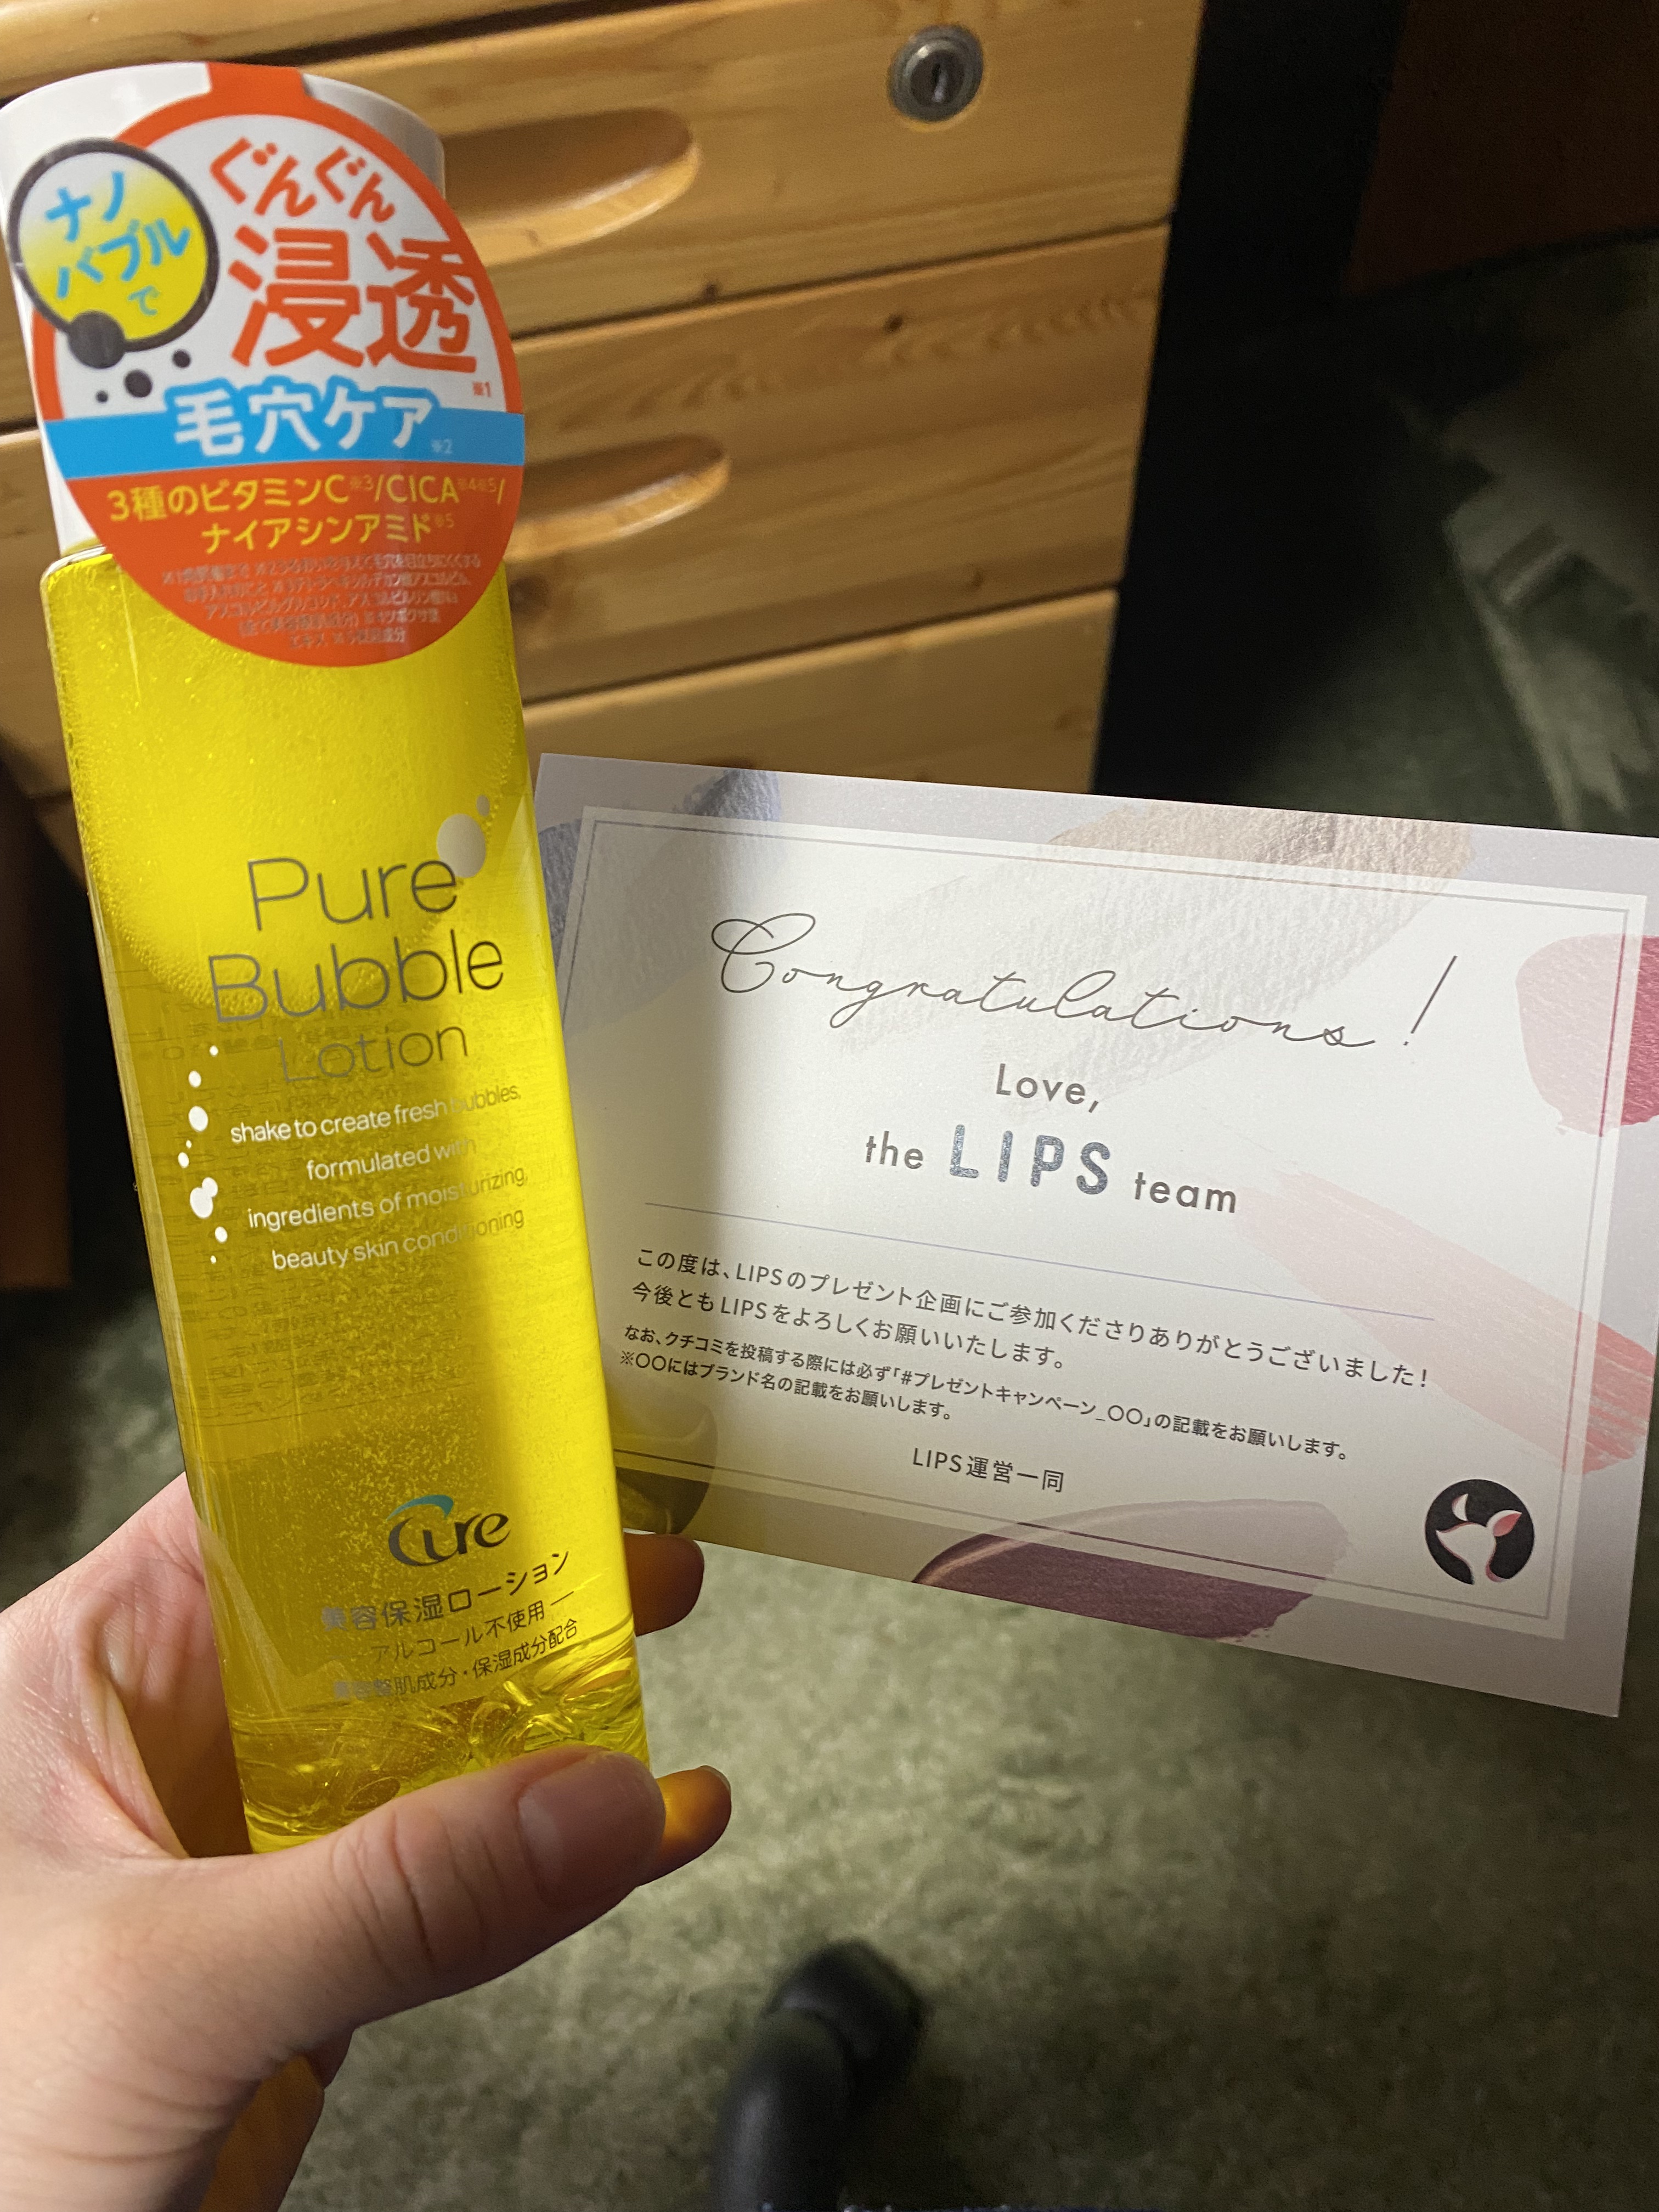 ナノ
バブル
で
ぐんぐん
浸透※1
毛穴ケア※2
3種のビタミンC※3/CICA※4※5/
ナイアシンアミド※5
Pure
Bubble
Lotion
shake to create fresh bubbles,
formulated with
ingredients of moisturizing,
beauty skin conditioning
Cure
美容保湿ローション
アルコール不使用
美容整肌成分・保湿成分配合
Congratulations!
Love,
the LIPS team
この度は、LIPSのプレゼント企画にご参加くださりありがとうございました!
今後ともLIPSをよろしくお願いいたします。
なお、クチコミを投稿する際には必ず「#プレゼントキャンペーン_〇〇」の記載をお願いします。
※〇〇にはブランド名の記載をお願いします。
LIPS運営一同